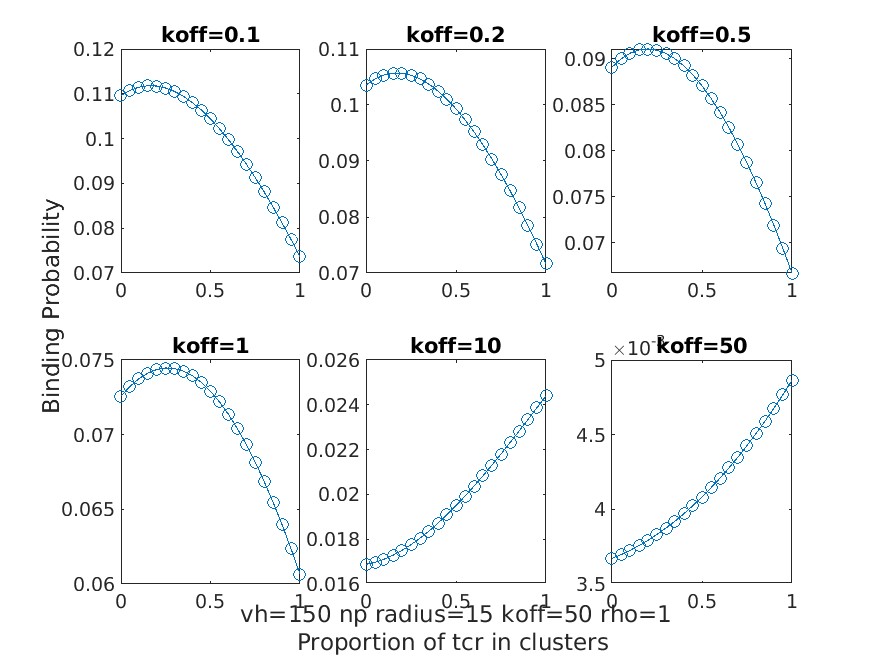 koff=0.1 koff=0.2 koff=0.5
0.12 0.11 0.09
0.11 0.1 0.085
0.1 0.09 0.08
0.09 0.08 0.075
0.08 0.07 0.07
0.07
0 0.5 1 0 0.5 1 0 0.5 1
Binding Probability
koff=1 koff=10 ×10-3 koff=50
0.075 0.026 5
0.07 0.024 4.5
0.065 0.022 4
0.06 0.02 3.5
0.018
0.016
0 0.5 1 0 0.5 1 0 0.5 1
vh=150 np radius=15 koff=50 rho=1
Proportion of tcr in clusters